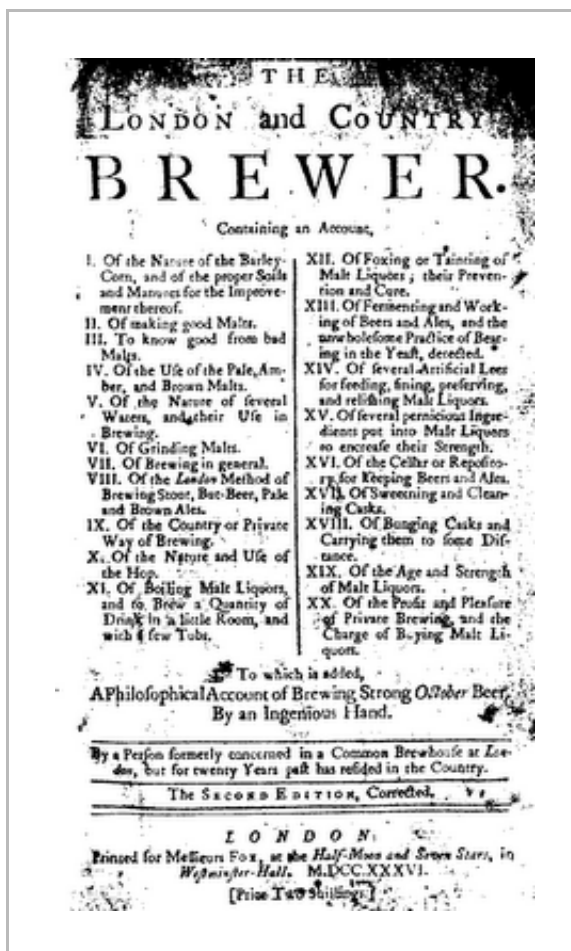 THE
LONDON and COUNTRY
BREWER.
Containing an Account,
I. Of the Nature of the Barley-
Corn, and of the proper Soils
and Manures for the Improve-
ment thereof.
II. Of making good Malts.
III. To know good from bad
Malts.
IV. Of the Uſe of the Pale, Am-
ber, and Brown Malts.
V. Of the Nature of ſeveral
Waters, and their Uſe in
Brewing.
VI. Of Grinding Malts.
VII. Of Brewing in general.
VIII. Of the London Method of
Brewing Stout, But-Beer, Pale
and Brown Ales.
IX. Of the Country or Private
Way of Brewing.
X. Of the Nature and Uſe of
the Hop.
XI. Of Boiling Malt Liquors,
and to Brew a Quantity of
Drink in a little Room, and
with a few Tubs.
XII. Of Foxing or Tainting of
Malt Liquors; their Preven-
tion and Cure.
XIII. Of Fermenting and Work-
ing of Beers and Ales, and the
unwholeſome Practice of Beat-
ing in the Yeaſt, detected.
XIV. Of ſeveral Artificial Lees
for feeding, fining, preſerving,
and reliſhing Malt Liquors.
XV. Of ſeveral pernicious Ingre-
dients put into Malt Liquors
to encreaſe their Strength.
XVI. Of the Cellar or Repoſito-
ry for keeping Beers and Ales.
XVII. Of Sweetning and Clean-
ing Casks.
XVIII. Of Bunging Casks and
Carrying them to ſome Diſ-
tance.
XIX. Of the Age and Strength
of Malt Liquors.
XX. Of the Profit and Pleaſure
of Private Brewing, and the
Charge of Buying Malt Li-
quors.
To which is added,
A Philoſophical Account of Brewing Strong October Beer,
By an Ingenious Hand.
By a Perſon formerly concerned in a Common Brewhouſe at Lon-
don, but for twenty Years paſt has reſided in the Country.
The SECOND EDITION, Corrected.
LONDON
Printed for Meſſieurs Fox, at the Half-Moon and Seven Stars, in
Weſtminſter-Hall. M.DCC.XXXVI.
[Price Two Shillings.]